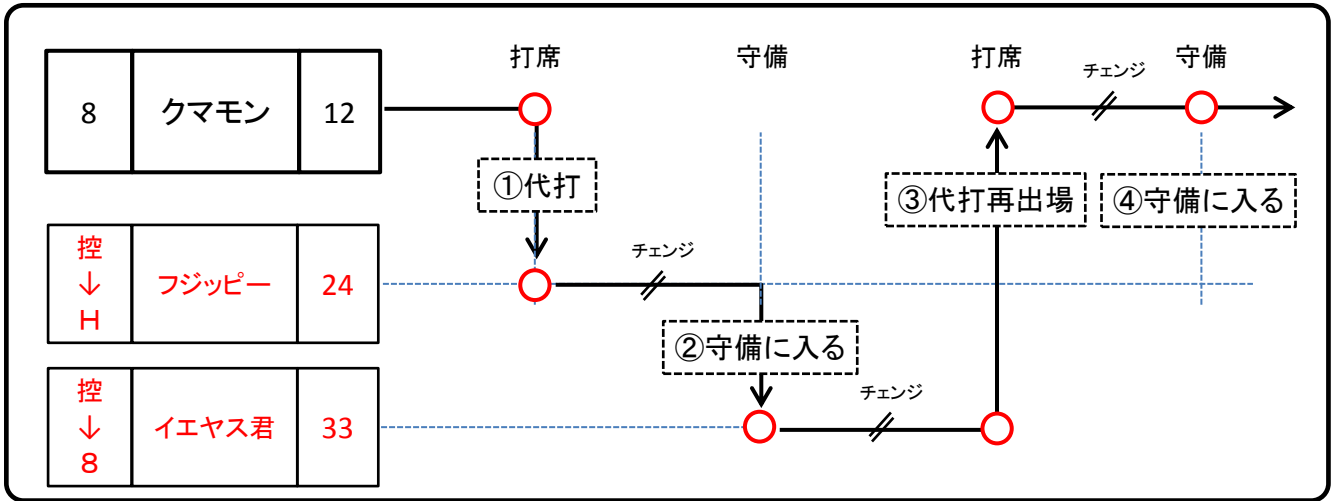 打席
守備
打席
チェンジ
守備
8
クマモン
12
①代打
③代打再出場
④守備に入る
控
↓
H
フジッピー
24
チェンジ
②守備に入る
控
↓
8
イエヤス君
33
チェンジ